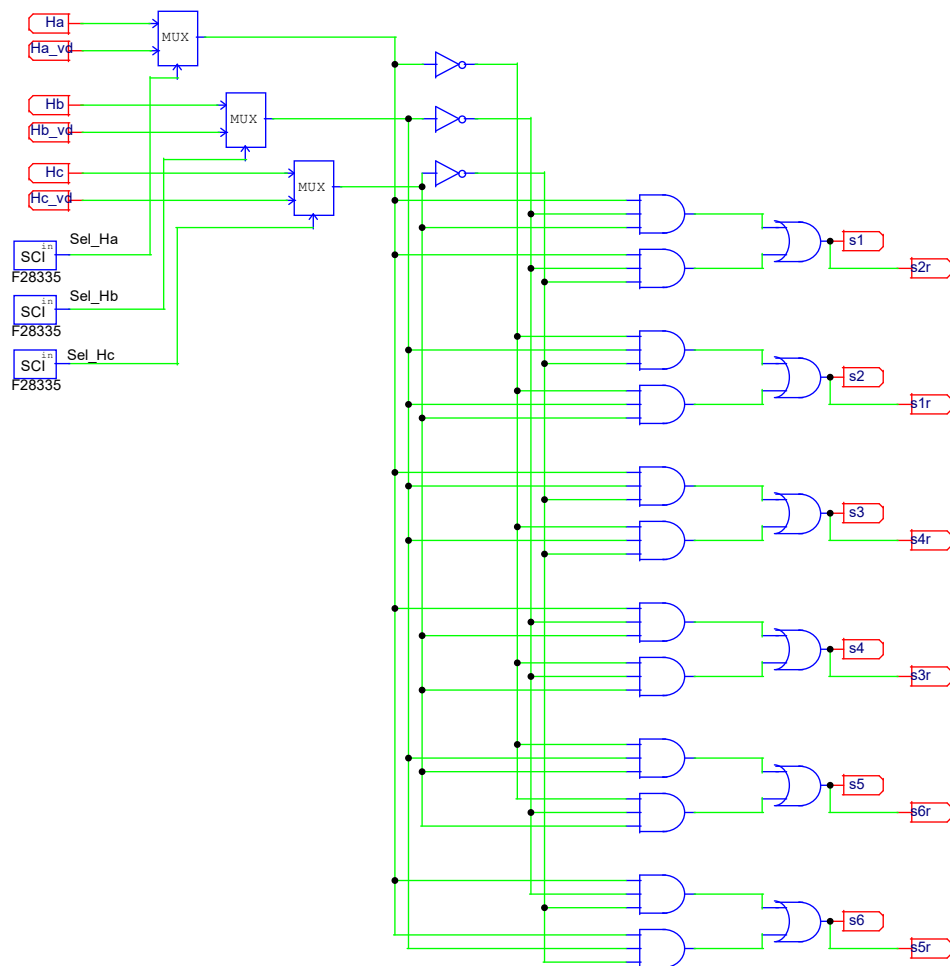 Ha
MUX
Ha_vd
Hb
MUX
Hb_vd
Hc
MUX
Hc_vd
Sel_Ha
in
SCI
F28335
Sel_Hb
in
SCI
F28335
Sel_Hc
in
SCI
F28335
s1
s2r
s2
s1r
s3
s4r
s4
s3r
s5
s6r
s6
s5r